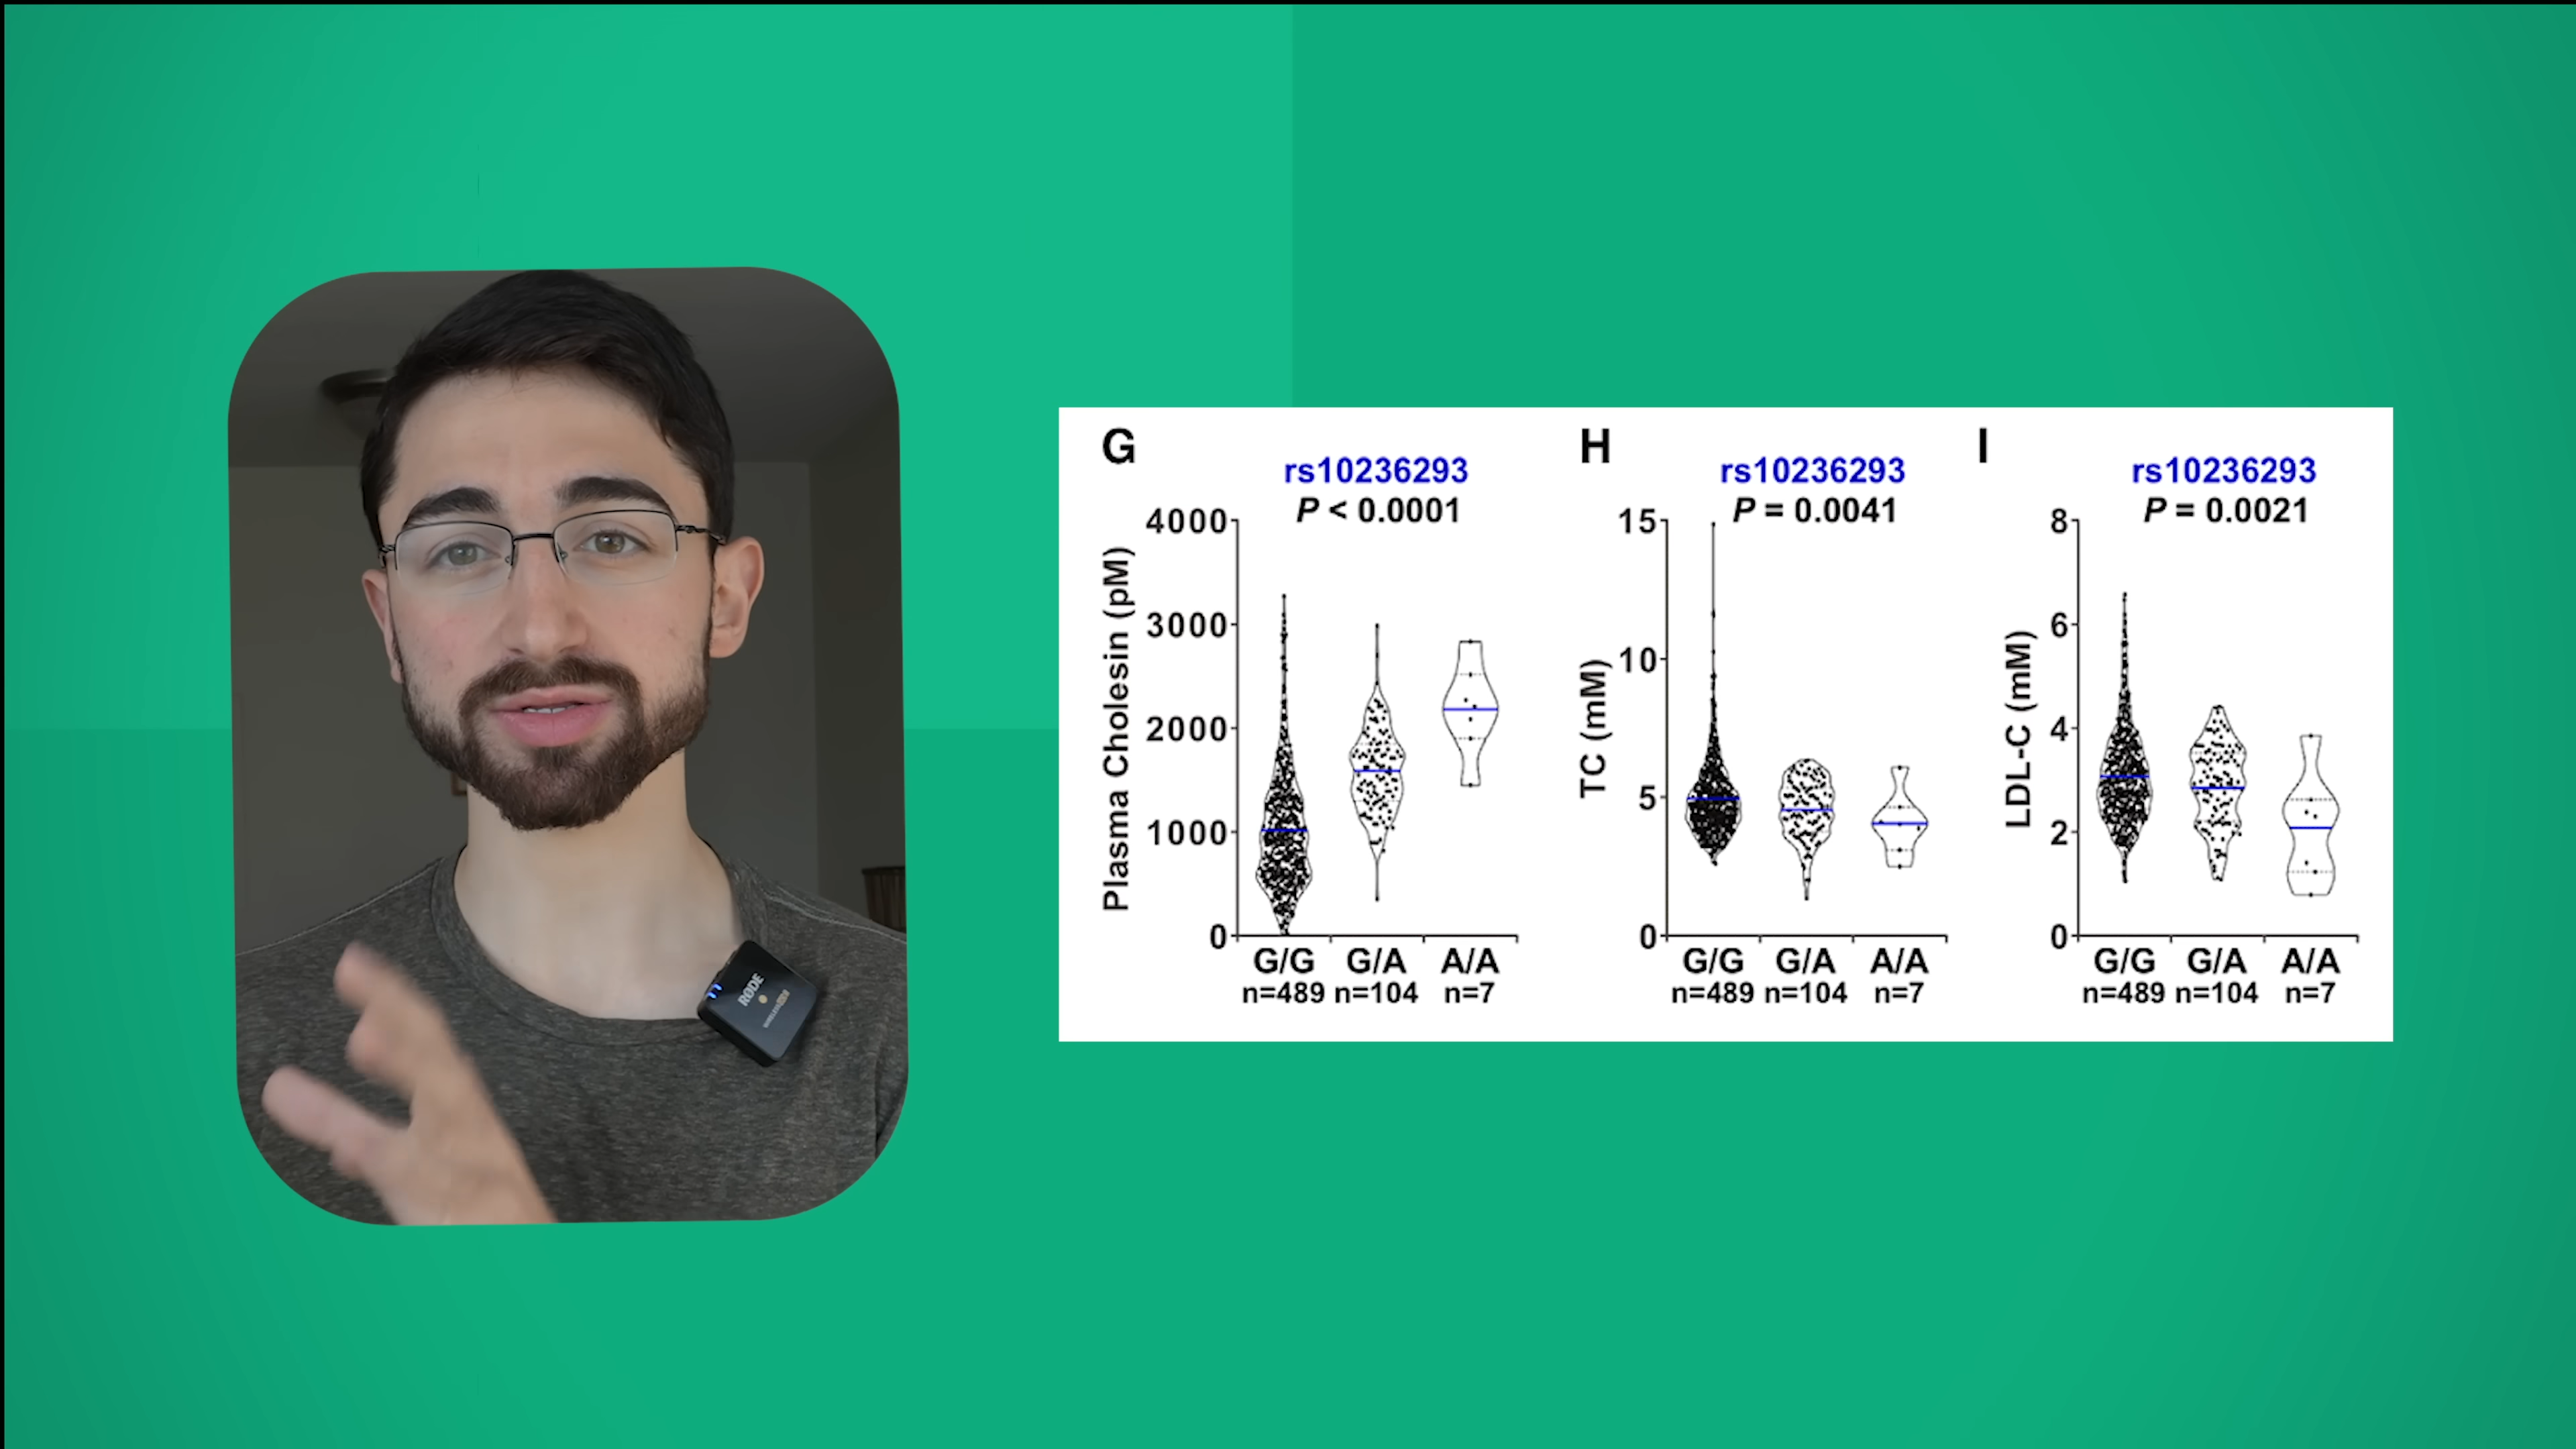 G
rs10236293
P < 0.0001
Plasma Cholesin (pM)
4000
3000
2000
1000
0
G/G G/A A/A
n=489 n=104 n=7
H
rs10236293
P = 0.0041
TC (mM)
15
10
5
0
G/G G/A A/A
n=489 n=104 n=7
I
rs10236293
P = 0.0021
LDL-C (mM)
8
6
4
2
0
G/G G/A A/A
n=489 n=104 n=7
RØDE